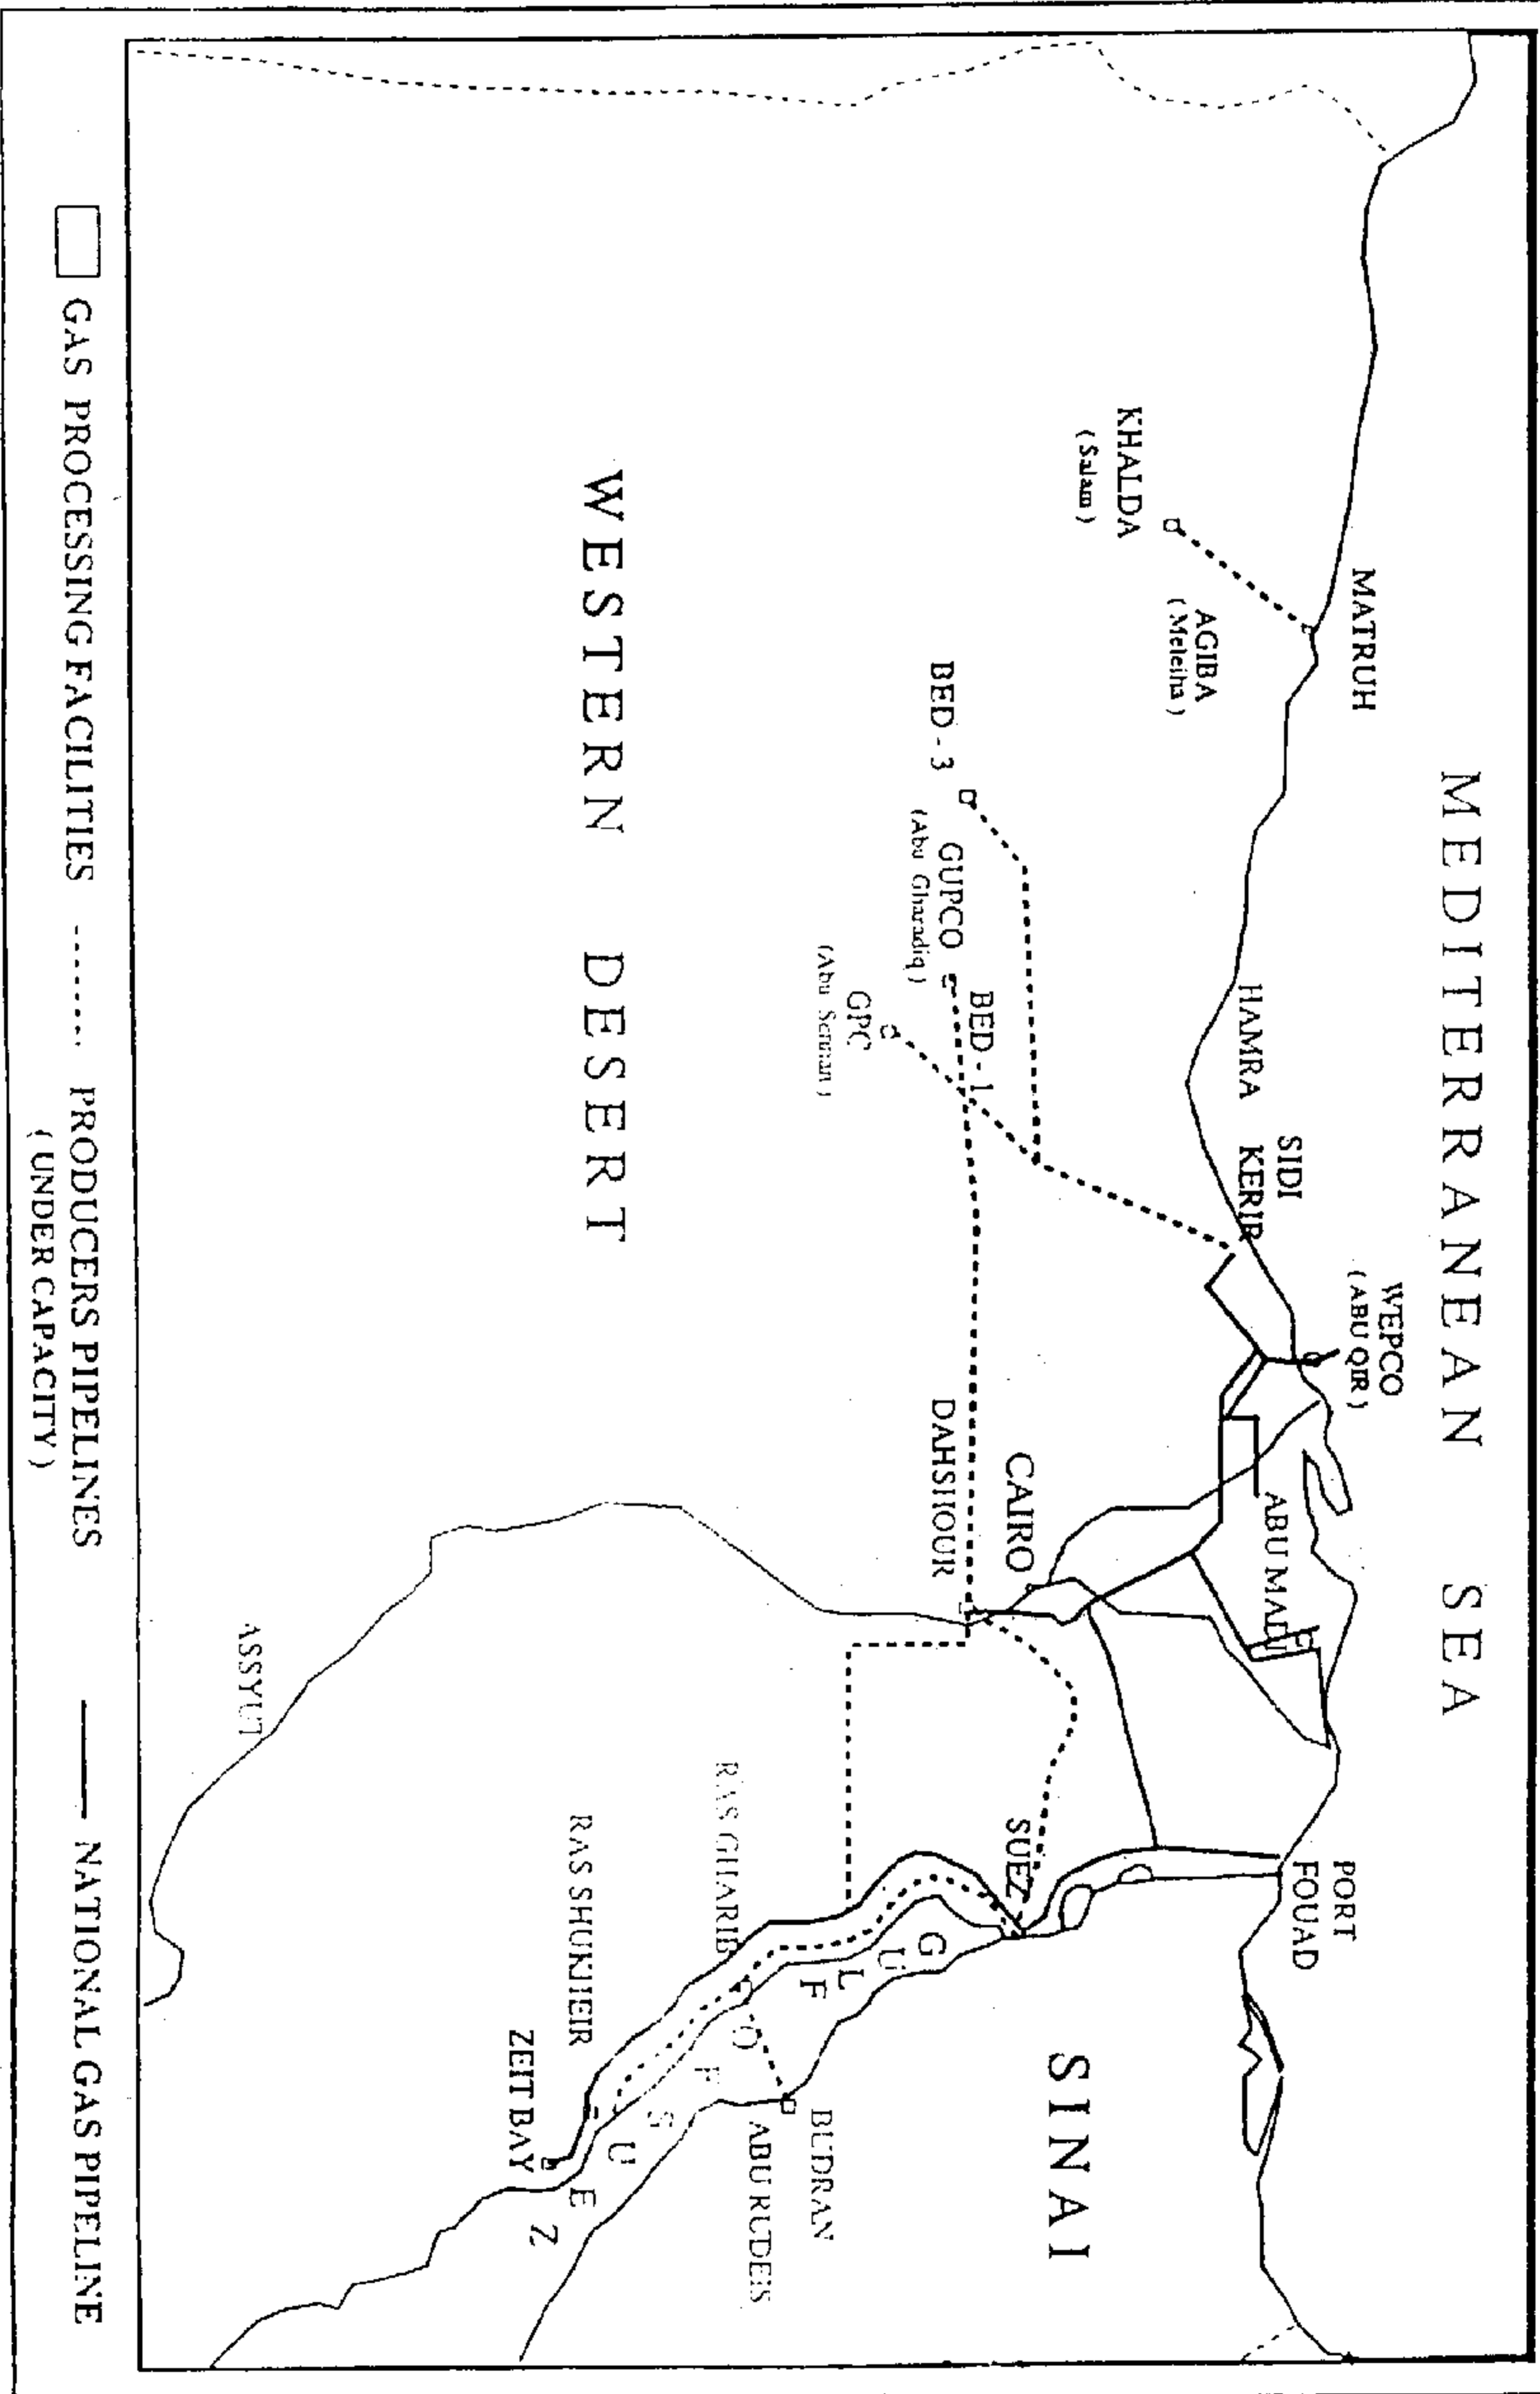 MEDITERRANEAN SEA
MATRUH
KHALDA
( Salam )
AGIBA
( Meleiha )
HAMRA
SIDI
KERIR
WEPCO
( ABU QIR )
ABU MADI
PORT
FOUAD
BED - 3
GUPCO
(Abu Gharadiq )
BED - 1
GPC
(Abu Sennan )
CAIRO
DAHSHOUR
SUEZ
SINAI
WESTERN DESERT
GULF OF SUEZ
RAS GHARIB
BUDRAN
ABU RUDEIS
RAS SHUKHEIR
ZEIT BAY
ASSYUT
GAS PROCESSING FACILITIES
PRODUCERS PIPELINES
( UNDER CAPACITY )
NATIONAL GAS PIPELINE